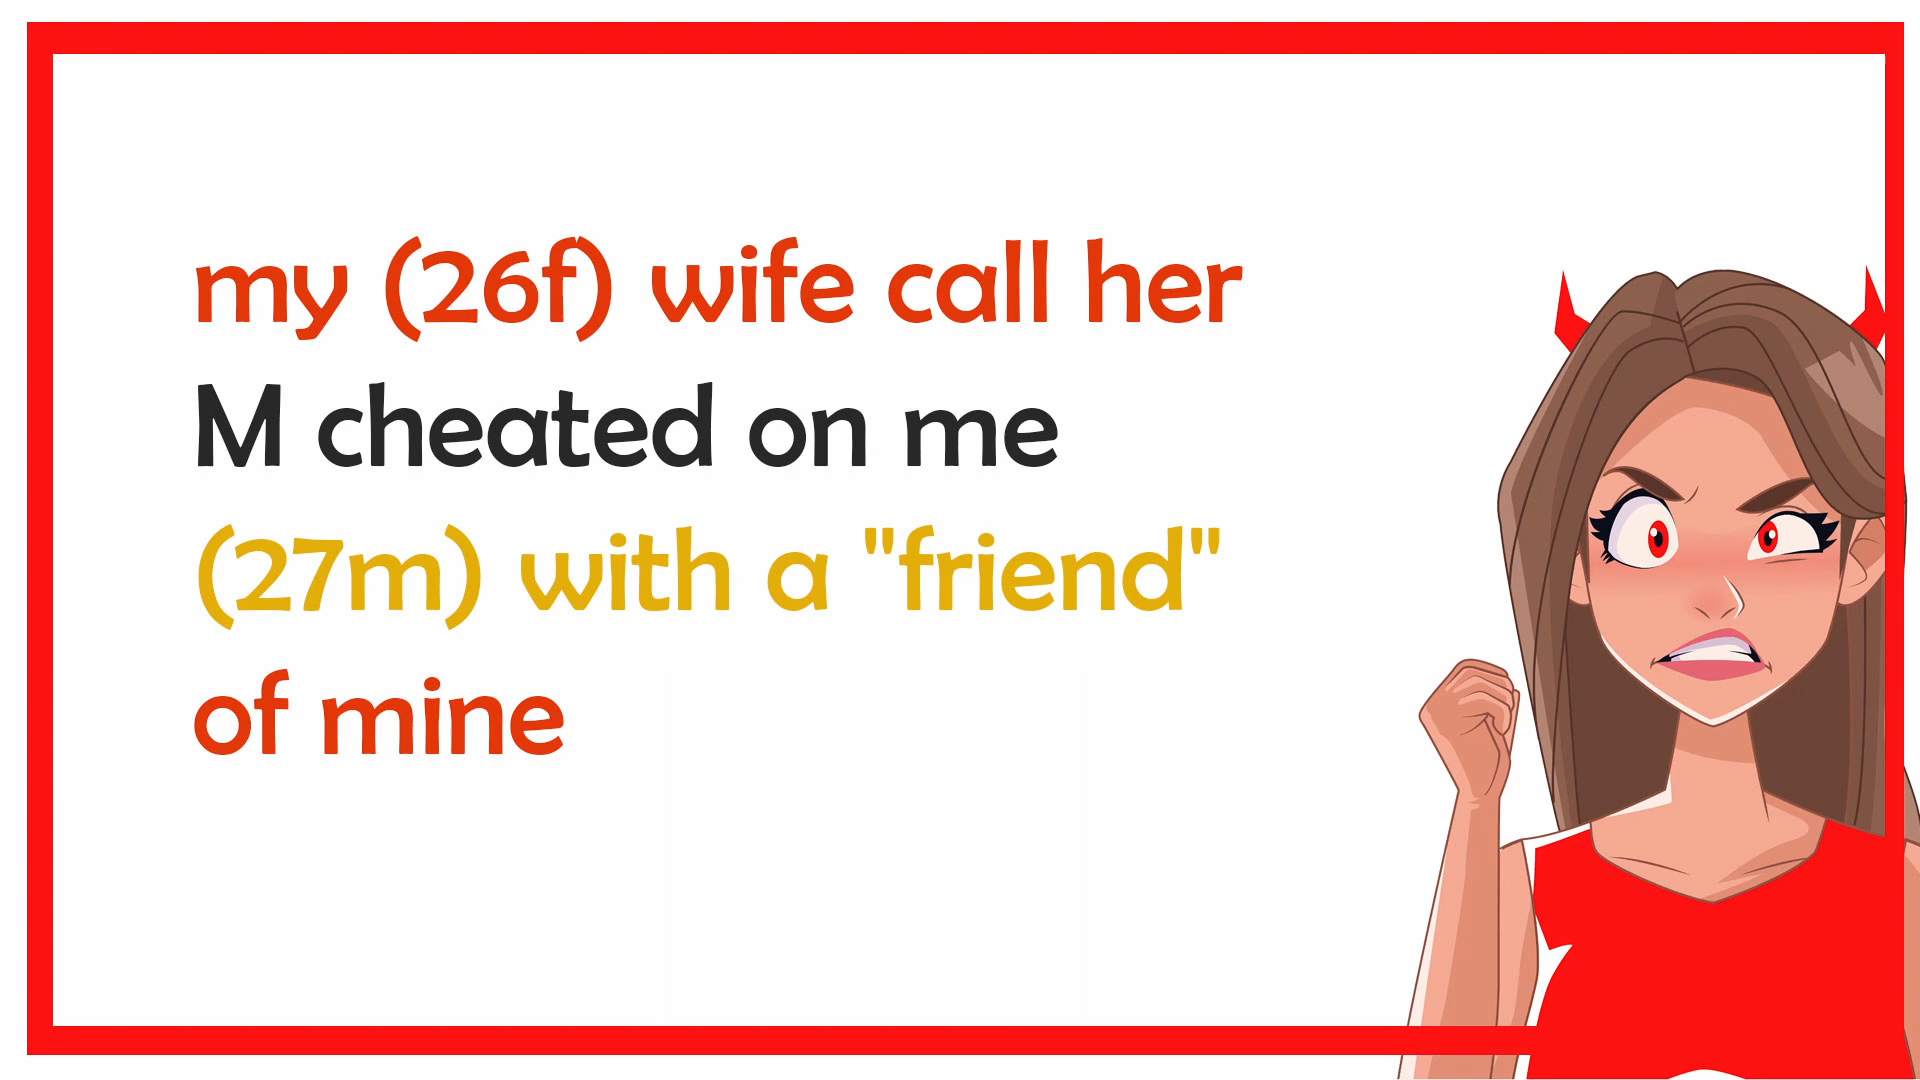 my (26f) wife call her
M cheated on me
(27m) with a "friend"
of mine